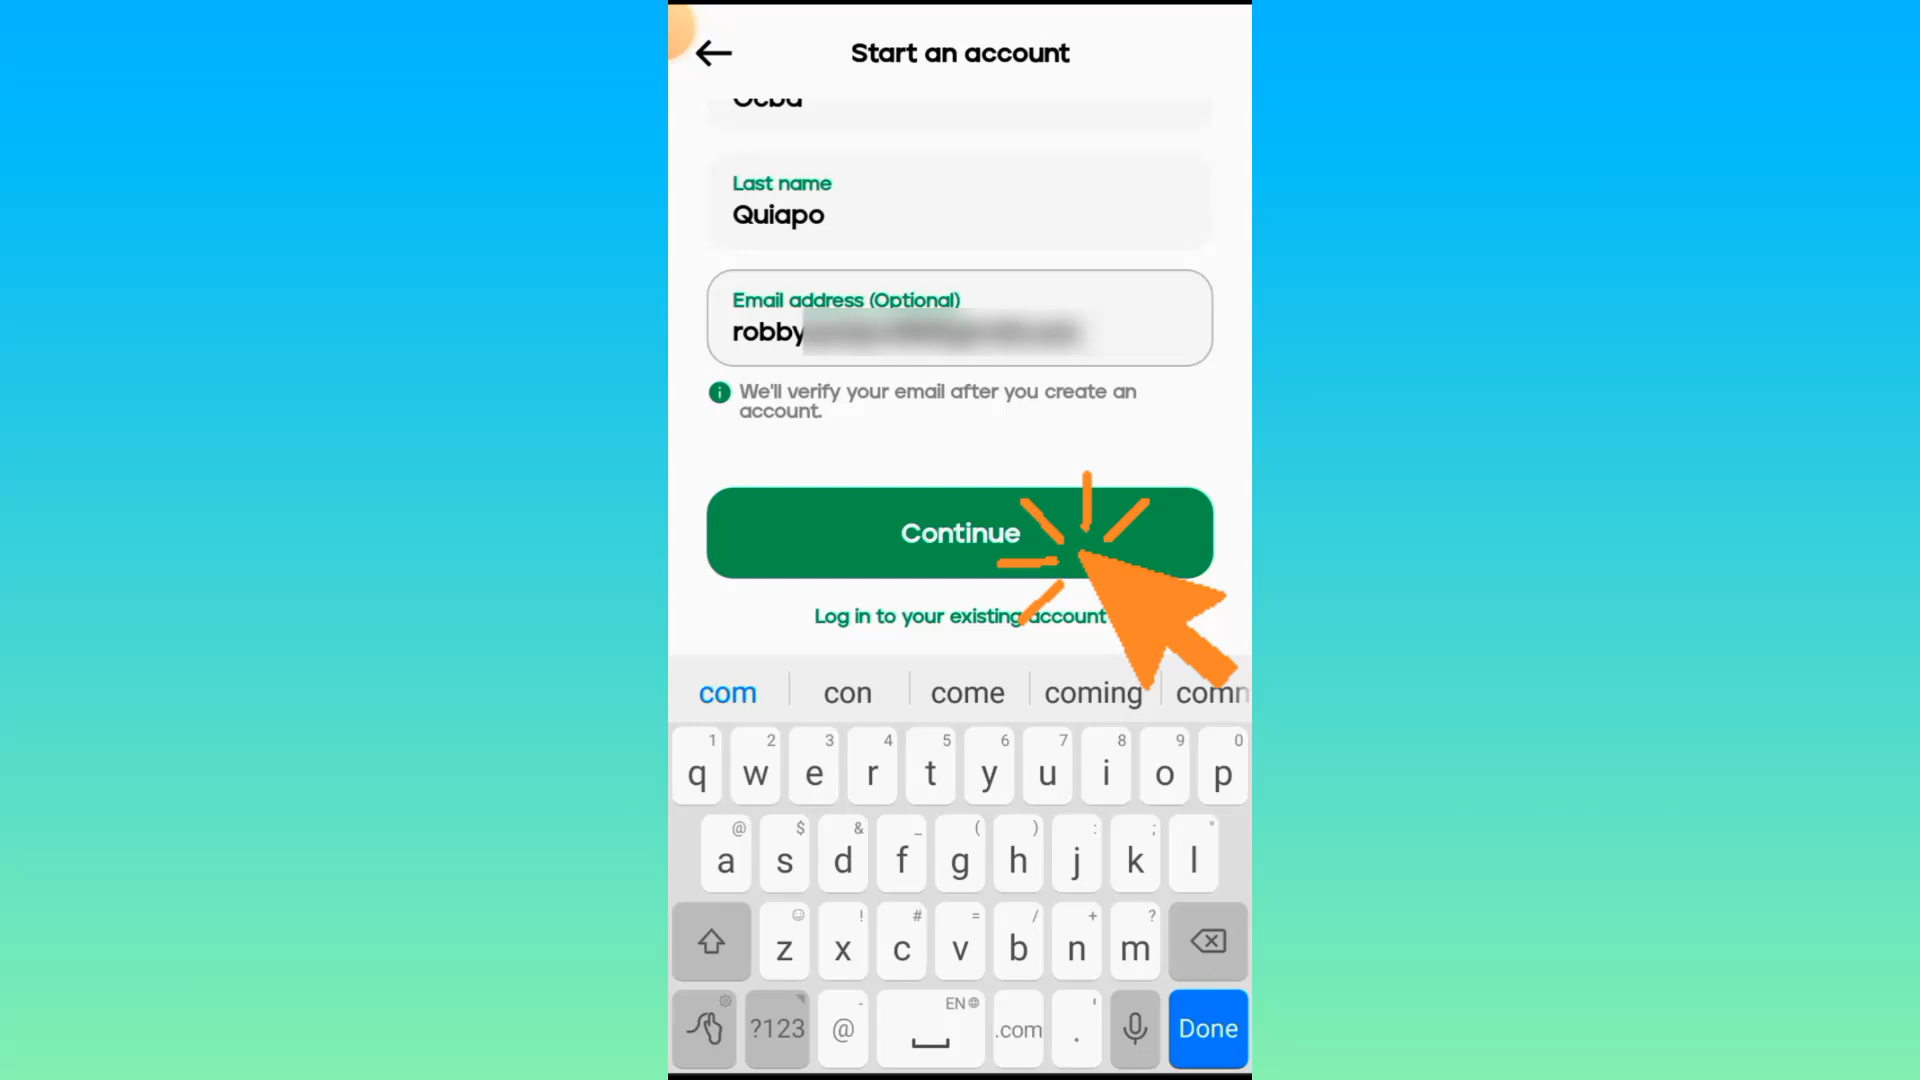 Start an account
Last name
Quiapo
Email address (Optional)
robby
We'll verify your email after you create an
account.
Continue
Log in to your existing account
com con come coming comm
1 2 3 4 5 6 7 8 9 0
q w e r t y u i o p
@ $ & _ ( ) : ; "
a s d f g h j k l
! # = / + ?
z x c v b n m
- EN '
?123 @ .com . Done